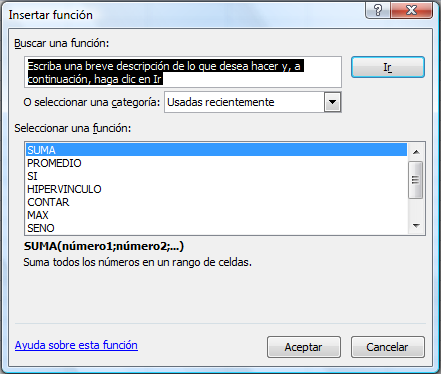 Insertar función
Buscar una función:
Escriba una breve descripción de lo que desea hacer y, a
continuación, haga clic en Ir
Ir
O seleccionar una categoría: Usadas recientemente
Seleccionar una función:
SUMA
PROMEDIO
SI
HIPERVINCULO
CONTAR
MAX
SENO
SUMA(número1;número2;...)
Suma todos los números en un rango de celdas.
Ayuda sobre esta función
Aceptar
Cancelar